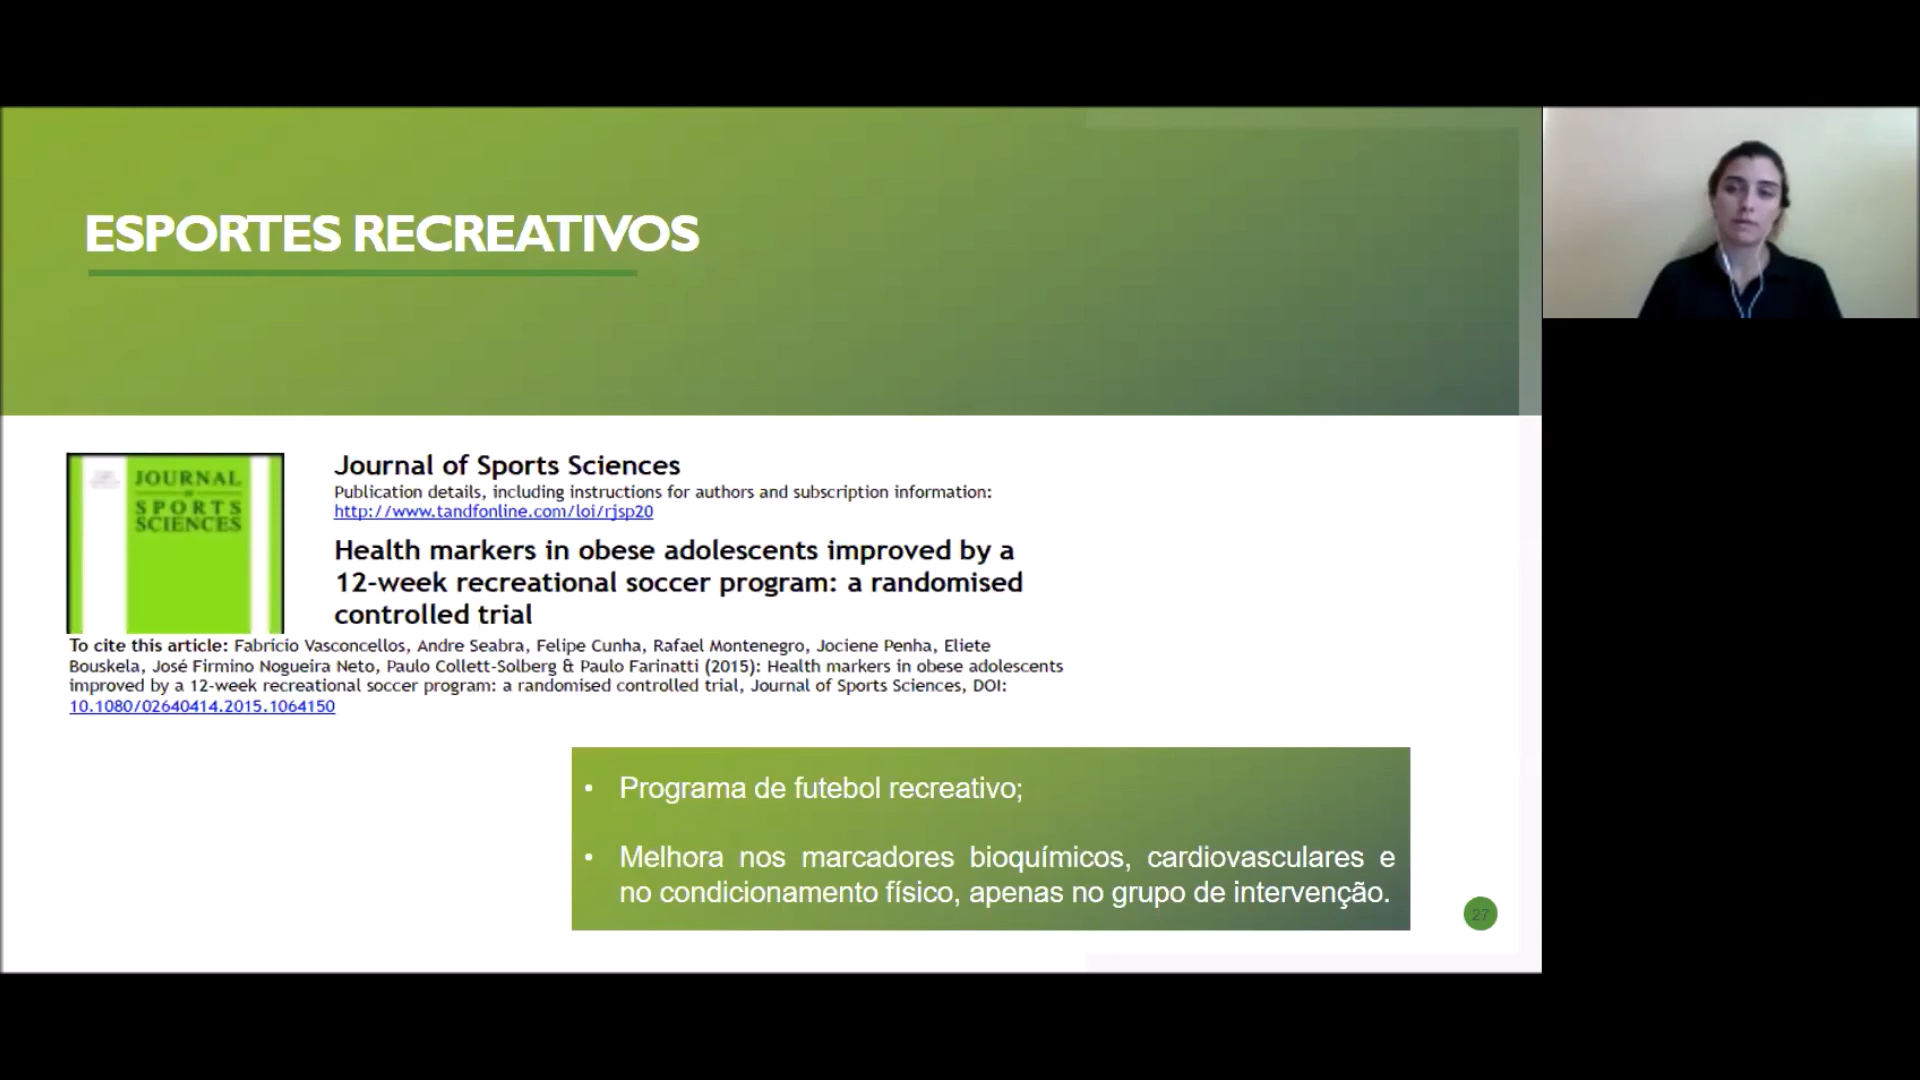 ESPORTES RECREATIVOS
JOURNAL
OF
SPORTS
SCIENCES
Journal of Sports Sciences
Publication details, including instructions for authors and subscription information:
http://www.tandfonline.com/loi/rjsp20
Health markers in obese adolescents improved by a
12-week recreational soccer program: a randomised
controlled trial
To cite this article: Fabrício Vasconcellos, Andre Seabra, Felipe Cunha, Rafael Montenegro, Jociene Penha, Eliete
Bouskela, José Firmino Nogueira Neto, Paulo Collett-Solberg & Paulo Farinatti (2015): Health markers in obese adolescents
improved by a 12-week recreational soccer program: a randomised controlled trial, Journal of Sports Sciences, DOI:
10.1080/02640414.2015.1064150
• Programa de futebol recreativo;
• Melhora nos marcadores bioquímicos, cardiovasculares e
no condicionamento físico, apenas no grupo de intervenção.
27